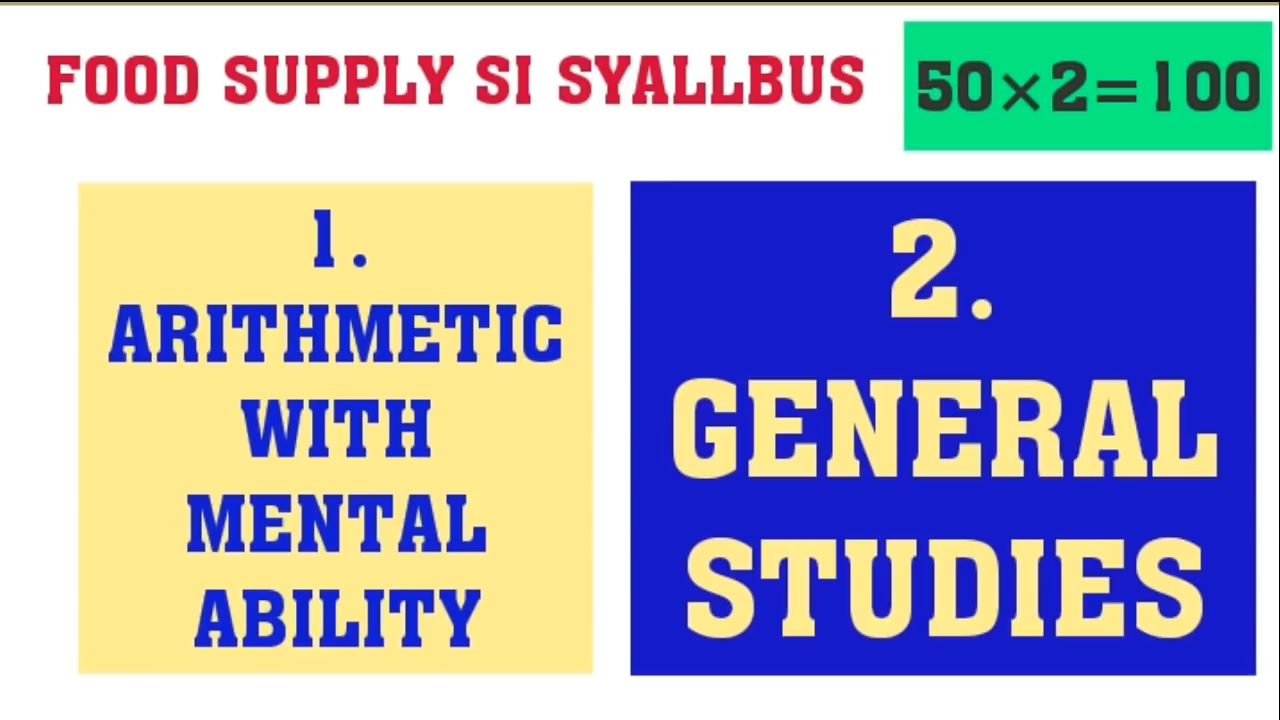 FOOD SUPPLY SI SYALLBUS
50×2=100
1.
ARITHMETIC
WITH
MENTAL
ABILITY
2.
GENERAL
STUDIES